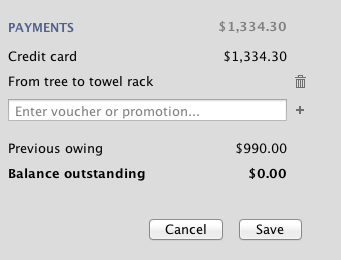 PAYMENTS $1,334.30
Credit card $1,334.30
From tree to towel rack
Enter voucher or promotion...
Previous owing $990.00
Balance outstanding $0.00
Cancel Save